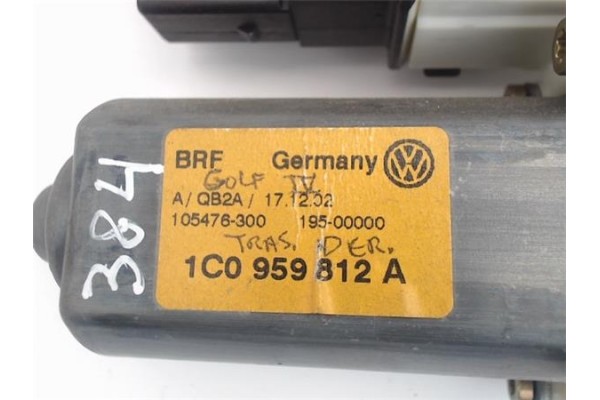 384
BRF Germany
GOLF IV
A / QB2A / 17.12.02
105476-300 195-00000
TRAS. DER.
1C0 959 812 A